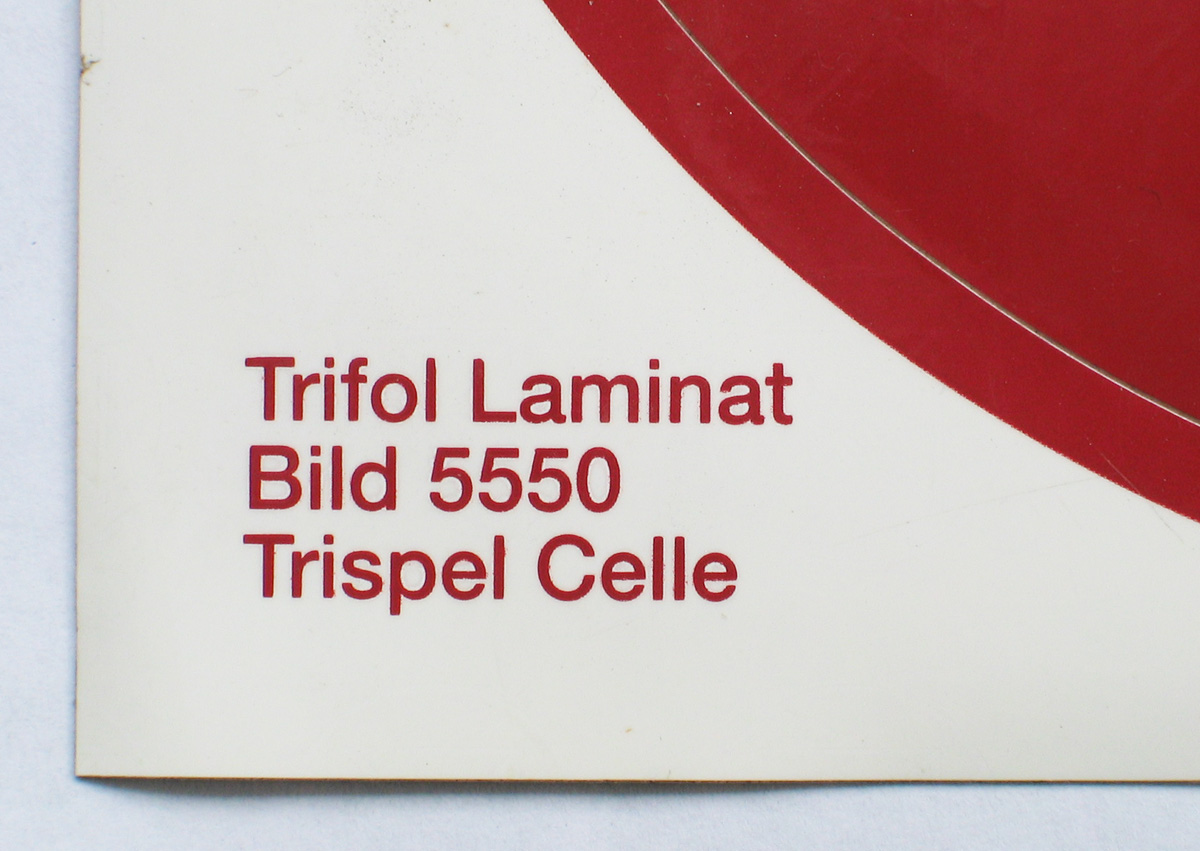 Trifol Laminat
Bild 5550
Trispel Celle